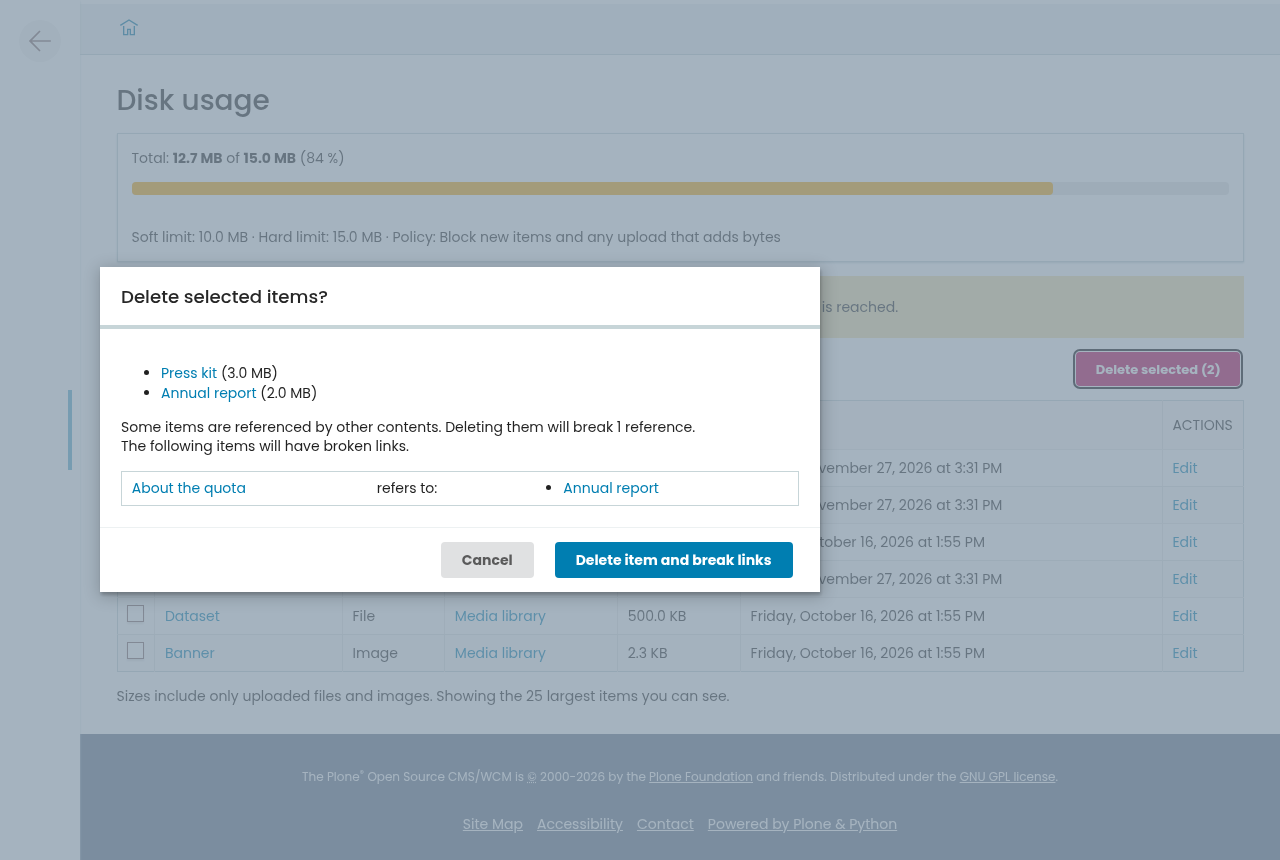 Disk usage
Total: 12.7 MB of 15.0 MB (84 %)
Soft limit: 10.0 MB · Hard limit: 15.0 MB · Policy: Block new items and any upload that adds bytes
is reached.
Delete selected (2)
Delete selected items?
Press kit (3.0 MB)
Annual report (2.0 MB)
Some items are referenced by other contents. Deleting them will break 1 reference.
The following items will have broken links.
About the quota refers to: Annual report
Cancel Delete item and break links
ACTIONS
vember 27, 2026 at 3:31 PM Edit
vember 27, 2026 at 3:31 PM Edit
tober 16, 2026 at 1:55 PM Edit
vember 27, 2026 at 3:31 PM Edit
Dataset File Media library 500.0 KB Friday, October 16, 2026 at 1:55 PM Edit
Banner Image Media library 2.3 KB Friday, October 16, 2026 at 1:55 PM Edit
Sizes include only uploaded files and images. Showing the 25 largest items you can see.
The Plone® Open Source CMS/WCM is © 2000-2026 by the Plone Foundation and friends. Distributed under the GNU GPL license.
Site Map Accessibility Contact Powered by Plone & Python